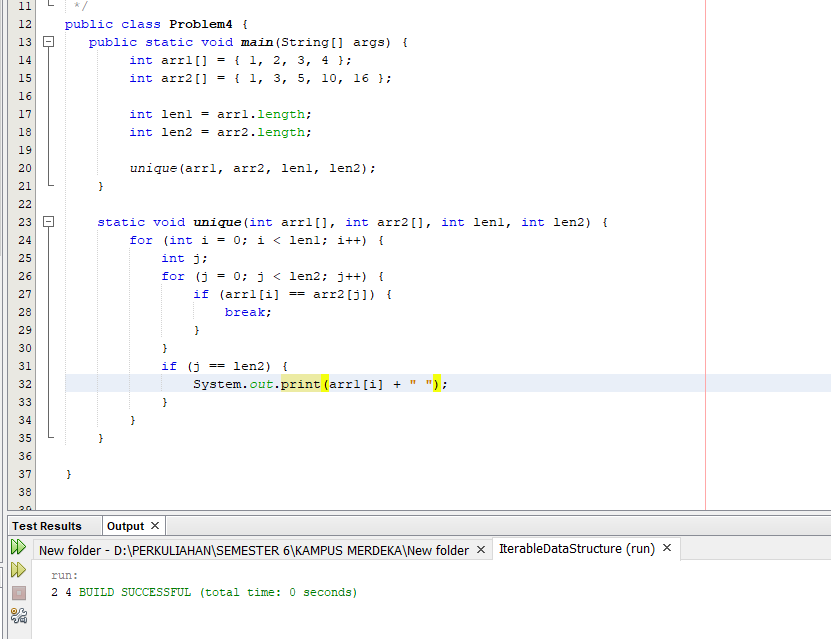 11 */
12 public class Problem4 {
13 public static void main(String[] args) {
14 int arr1[] = { 1, 2, 3, 4 };
15 int arr2[] = { 1, 3, 5, 10, 16 };
16
17 int len1 = arr1.length;
18 int len2 = arr2.length;
19
20 unique(arr1, arr2, len1, len2);
21 }
22
23 static void unique(int arr1[], int arr2[], int len1, int len2) {
24 for (int i = 0; i < len1; i++) {
25 int j;
26 for (j = 0; j < len2; j++) {
27 if (arr1[i] == arr2[j]) {
28 break;
29 }
30 }
31 if (j == len2) {
32 System.out.print(arr1[i] + " ");
33 }
34 }
35 }
36
37 }
38
39
Test Results Output ×
New folder - D:\PERKULIAHAN\SEMESTER 6\KAMPUS MERDEKA\New folder × IterableDataStructure (run) ×
run:
2 4 BUILD SUCCESSFUL (total time: 0 seconds)